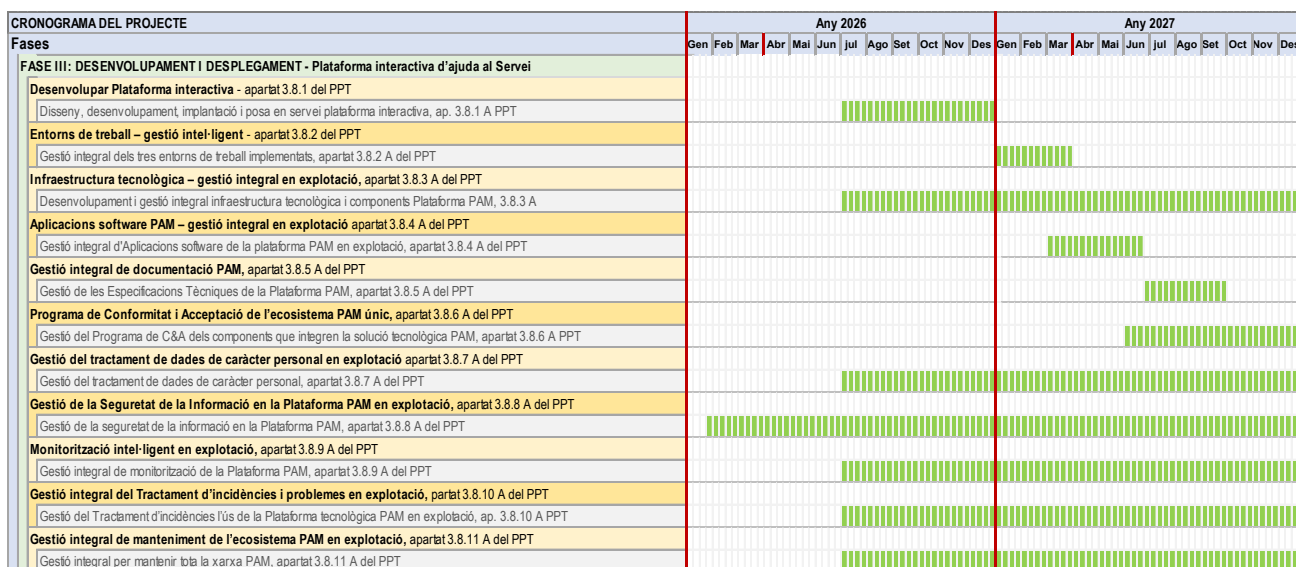 CRONOGRAMA DEL PROJECTE Any 2026 Any 2027
Fases Gen Feb Mar Abr Mai Jun jul Ago Set Oct Nov Des Gen Feb Mar Abr Mai Jun jul Ago Set Oct Nov Des
FASE III: DESENVOLUPAMENT I DESPLEGAMENT - Plataforma interactiva d'ajuda al Servei
Desenvolupar Plataforma interactiva - apartat 3.8.1 del PPT
Disseny, desenvolupament, implantació i posa en servei plataforma interactiva, ap. 3.8.1 A PPT
Entorns de treball – gestió intel·ligent - apartat 3.8.2 del PPT
Gestió integral dels tres entorns de treball implementats, apartat 3.8.2 A del PPT
Infraestructura tecnològica – gestió integral en explotació, apartat 3.8.3 A del PPT
Desenvolupament i gestió integral infraestructura tecnològica i components Plataforma PAM, 3.8.3 A
Aplicacions software PAM – gestió integral en explotació apartat 3.8.4 A del PPT
Gestió integral d'Aplicacions software de la plataforma PAM en explotació, apartat 3.8.4 A del PPT
Gestió integral de documentació PAM, apartat 3.8.5 A del PPT
Gestió de les Especificacions Tècniques de la Plataforma PAM, apartat 3.8.5 A del PPT
Programa de Conformitat i Acceptació de l'ecosistema PAM únic, apartat 3.8.6 A del PPT
Gestió del Programa de C&A dels components que integren la solució tecnològica PAM, apartat 3.8.6 A PPT
Gestió del tractament de dades de caràcter personal en explotació apartat 3.8.7 A del PPT
Gestió del tractament de dades de caràcter personal, apartat 3.8.7 A del PPT
Gestió de la Seguretat de la Informació en la Plataforma PAM en explotació, apartat 3.8.8 A del PPT
Gestió de la seguretat de la informació en la Plataforma PAM, apartat 3.8.8 A del PPT
Monitorització intel·ligent en explotació, apartat 3.8.9 A del PPT
Gestió integral de monitorització de la Plataforma PAM, apartat 3.8.9 A del PPT
Gestió integral del Tractament d'incidències i problemes en explotació, partat 3.8.10 A del PPT
Gestió del Tractament d'incidències l'ús de la Plataforma tecnològica PAM en explotació, ap. 3.8.10 A PPT
Gestió integral de manteniment de l'ecosistema PAM en explotació, apartat 3.8.11 A del PPT
Gestió integral per mantenir tota la xarxa PAM, apartat 3.8.11 A del PPT